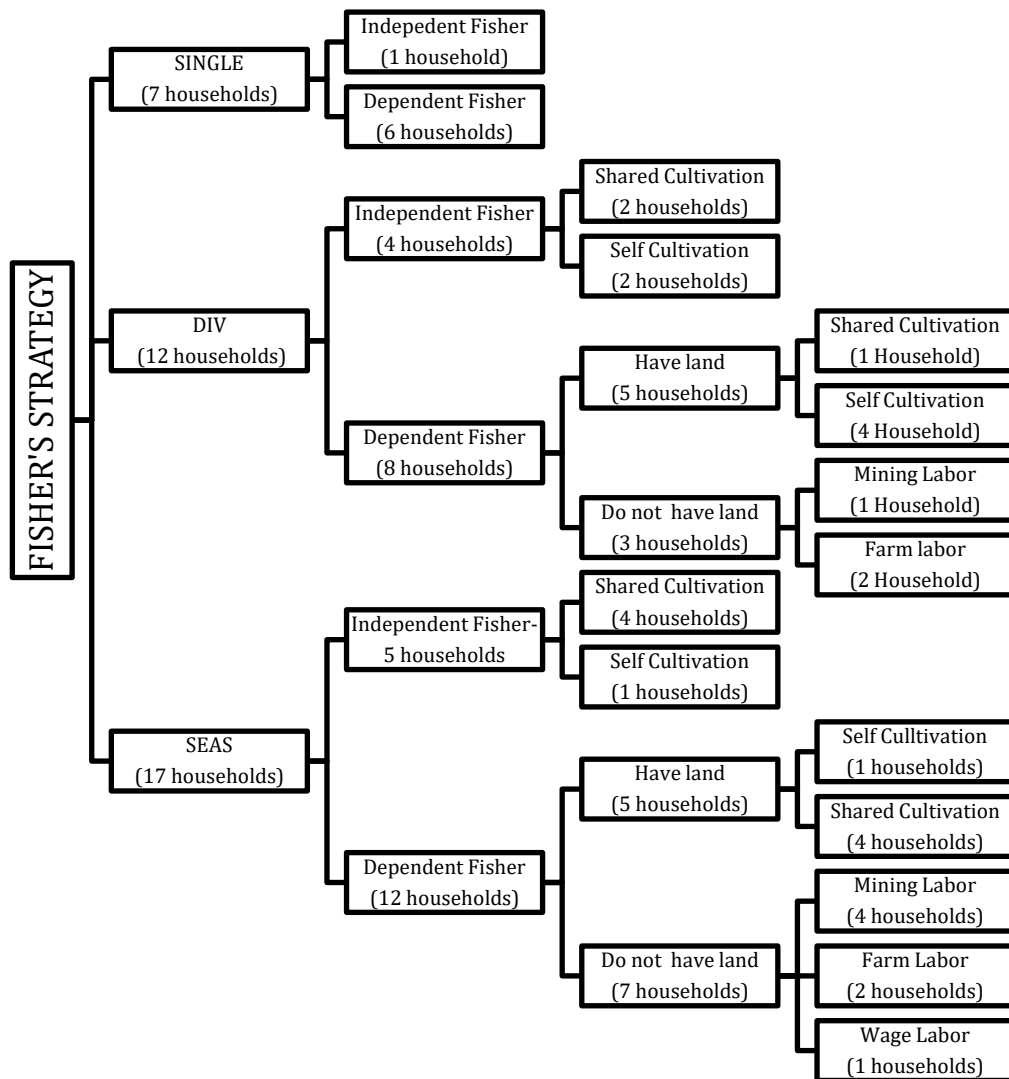 FISHER'S STRATEGY
SINGLE
(7 households)
Indepedent Fisher
(1 household)
Dependent Fisher
(6 households)
DIV
(12 households)
Independent Fisher
(4 households)
Shared Cultivation
(2 households)
Self Cultivation
(2 households)
Dependent Fisher
(8 households)
Have land
(5 households)
Shared Cultivation
(1 Household)
Self Cultivation
(4 Household)
Do not have land
(3 households)
Mining Labor
(1 Household)
Farm labor
(2 Household)
SEAS
(17 households)
Independent Fisher-
5 households
Shared Cultivation
(4 households)
Self Cultivation
(1 households)
Dependent Fisher
(12 households)
Have land
(5 households)
Self Culltivation
(1 households)
Shared Cultivation
(4 households)
Do not have land
(7 households)
Mining Labor
(4 households)
Farm Labor
(2 households)
Wage Labor
(1 households)